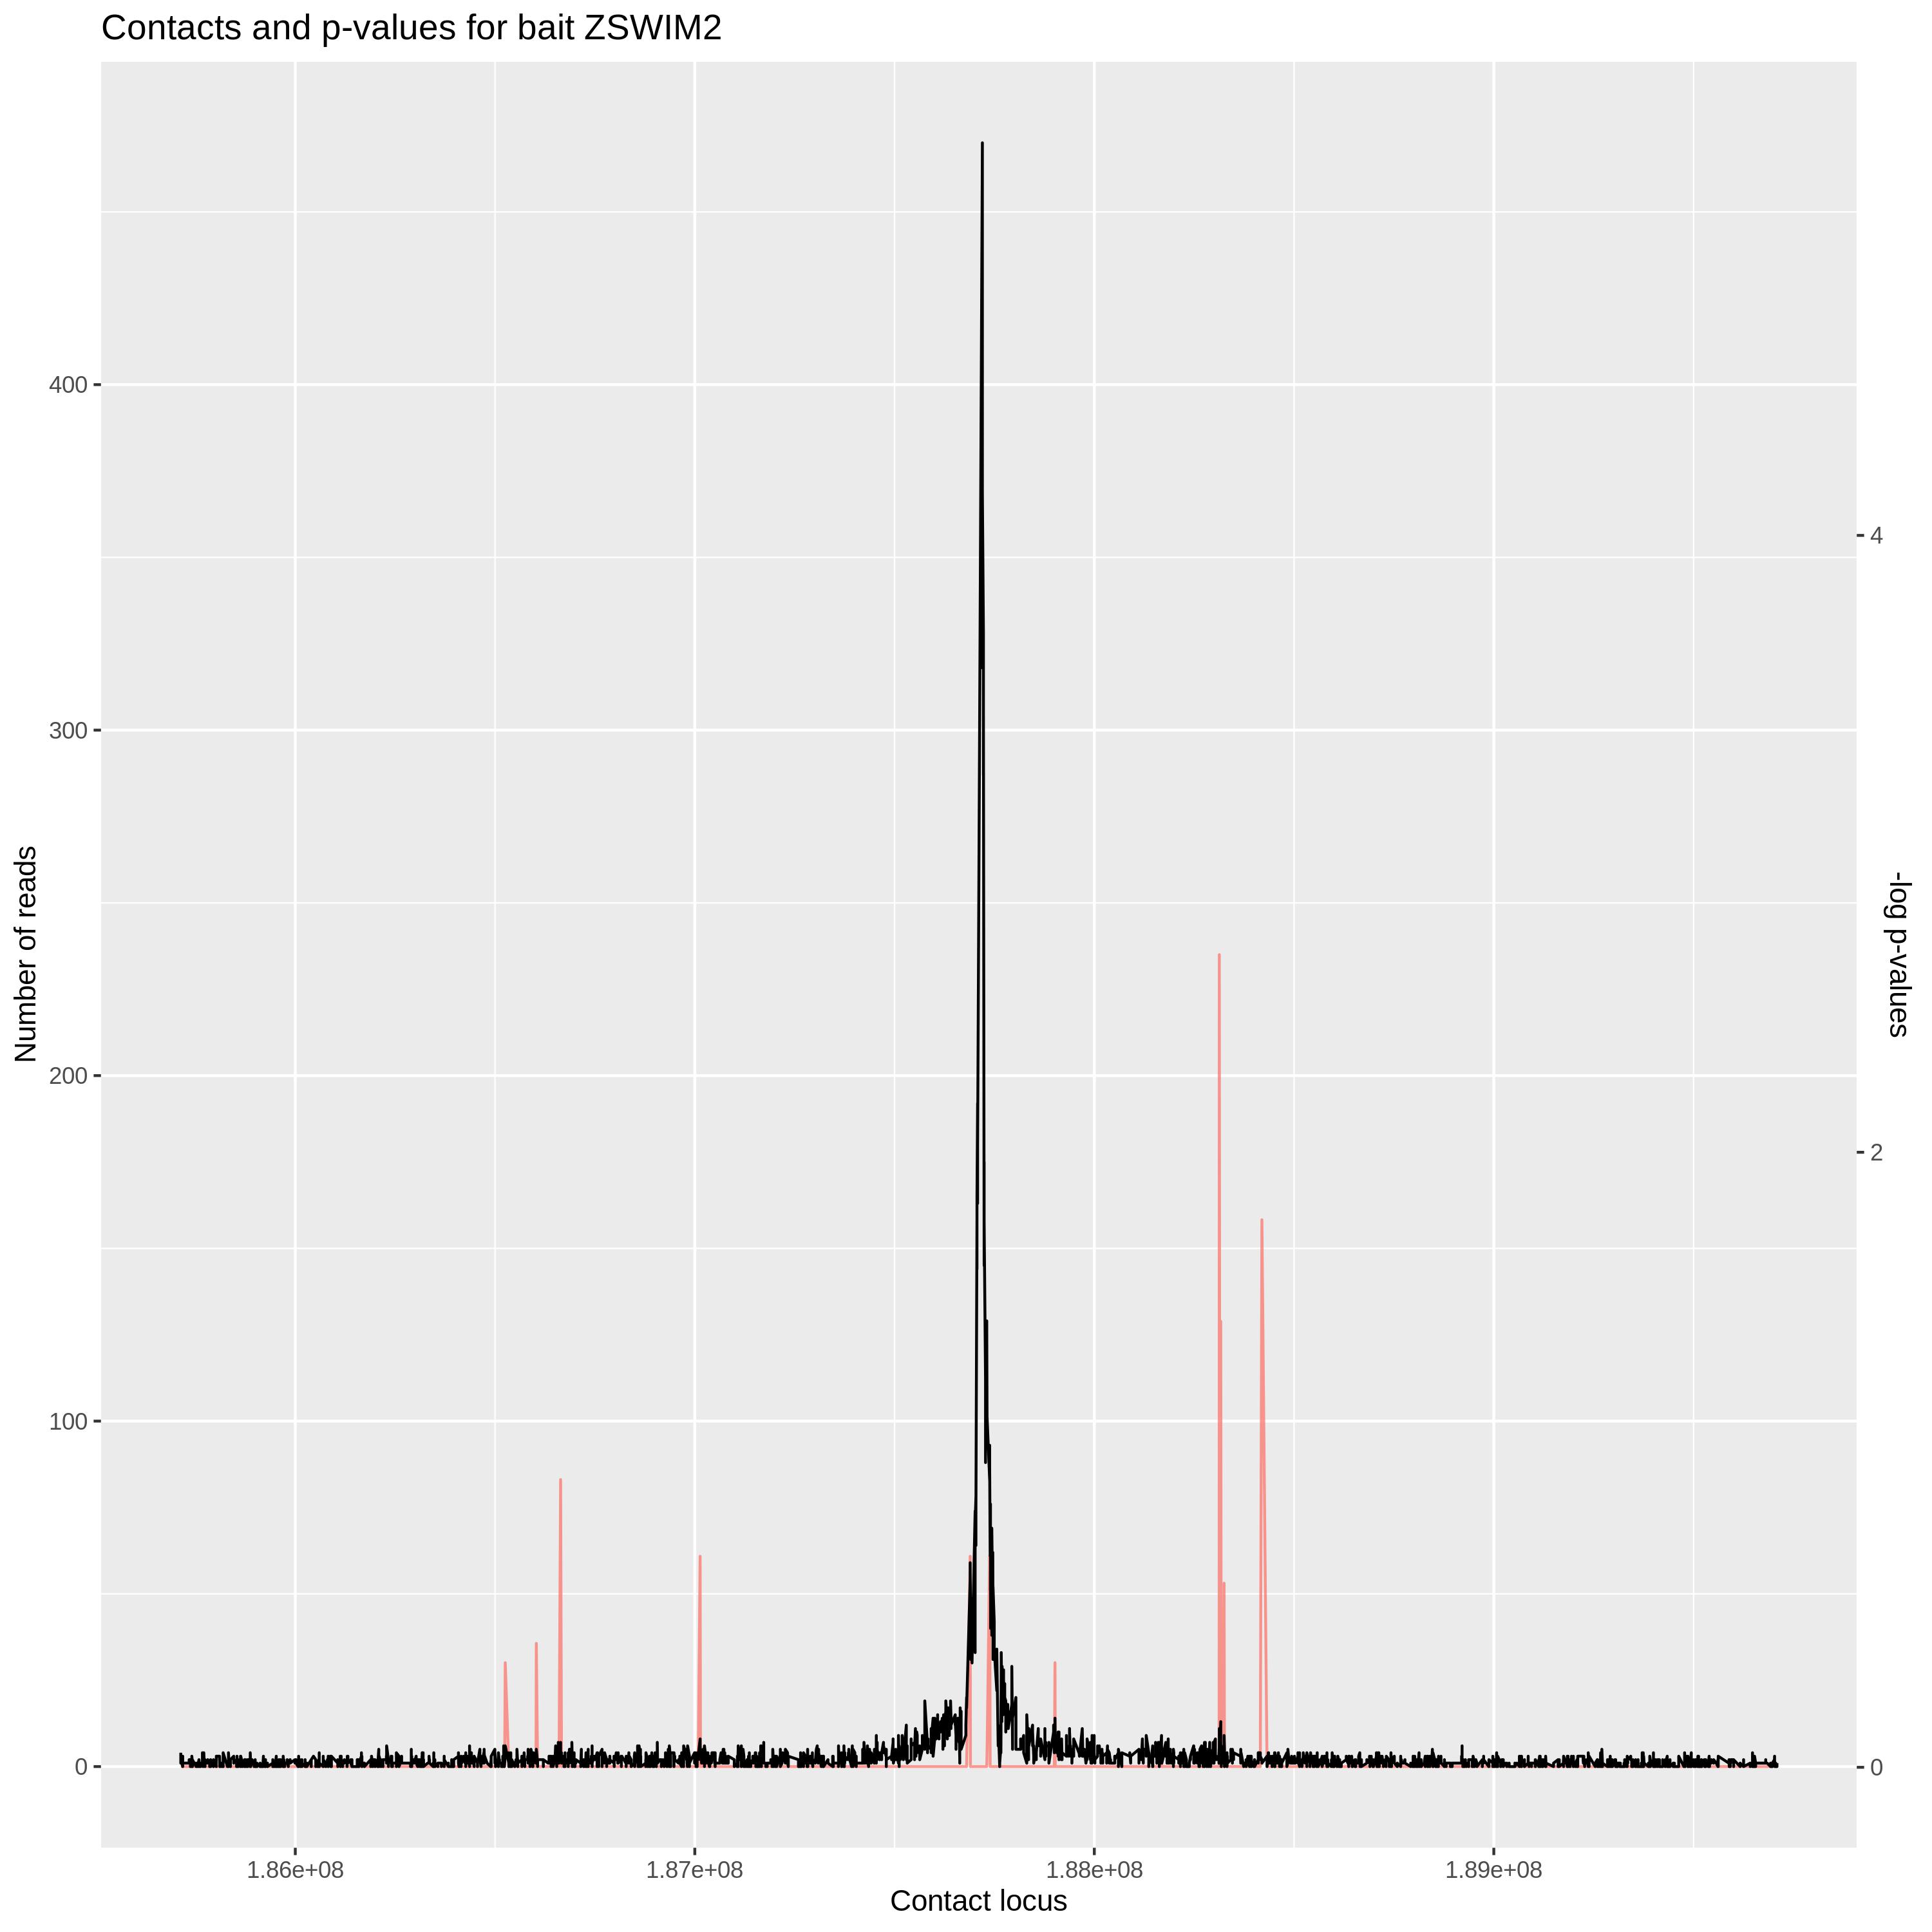 Contacts and p-values for bait ZSWIM2
400
300
200
100
0
Number of reads
4
2
0
-log p-values
1.86e+08 1.87e+08 1.88e+08 1.89e+08
Contact locus